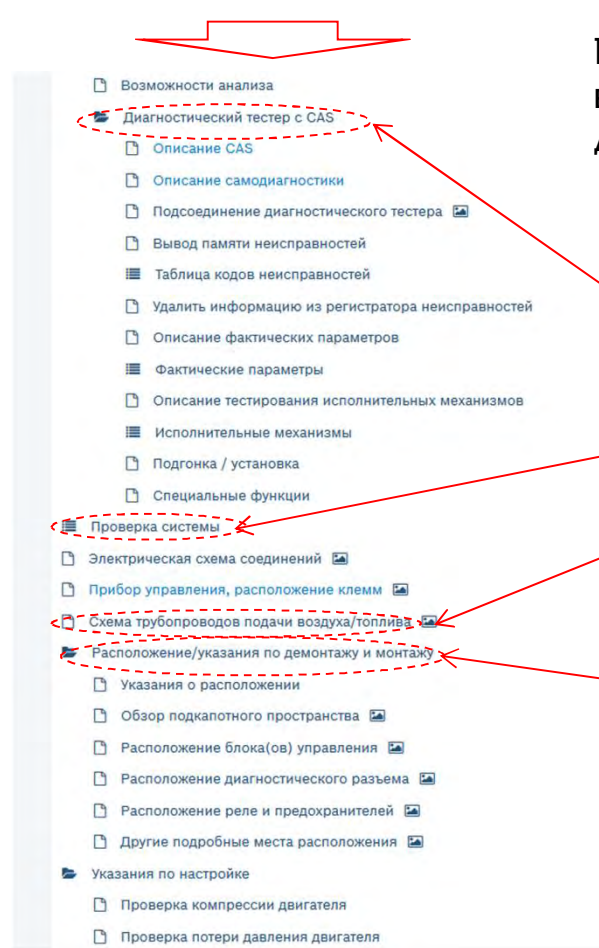 Возможности анализа
Диагностический тестер с CAS
Описание CAS
Описание самодиагностики
Подсоединение диагностического тестера
Вывод памяти неисправностей
Таблица кодов неисправностей
Удалить информацию из регистратора неисправностей
Описание фактических параметров
Фактические параметры
Описание тестирования исполнительных механизмов
Исполнительные механизмы
Подгонка / установка
Специальные функции
Проверка системы
Электрическая схема соединений
Прибор управления, расположение клемм
Схема трубопроводов подачи воздуха/топлива
Расположение/указания по демонтажу и монтажу
Указания о расположении
Обзор подкапотного пространства
Расположение блока(ов) управления
Расположение диагностического разъема
Расположение реле и предохранителей
Другие подробные места расположения
Указания по настройке
Проверка компрессии двигателя
Проверка потери давления двигателя